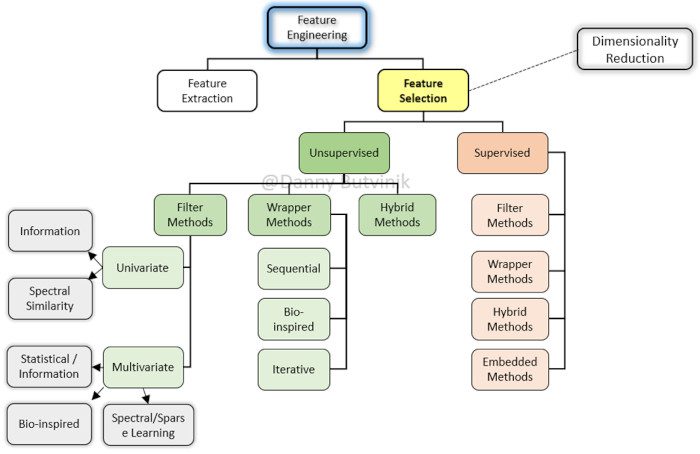 Feature
Engineering
Dimensionality
Reduction
Feature
Extraction
Feature
Selection
Unsupervised
Supervised
@Danny Butvinik
Filter
Methods
Wrapper
Methods
Hybrid
Methods
Filter
Methods
Information
Univariate
Sequential
Wrapper
Methods
Spectral
Similarity
Bio-
inspired
Hybrid
Methods
Statistical /
Information
Multivariate
Iterative
Embedded
Methods
Bio-inspired
Spectral/Spars
e Learning